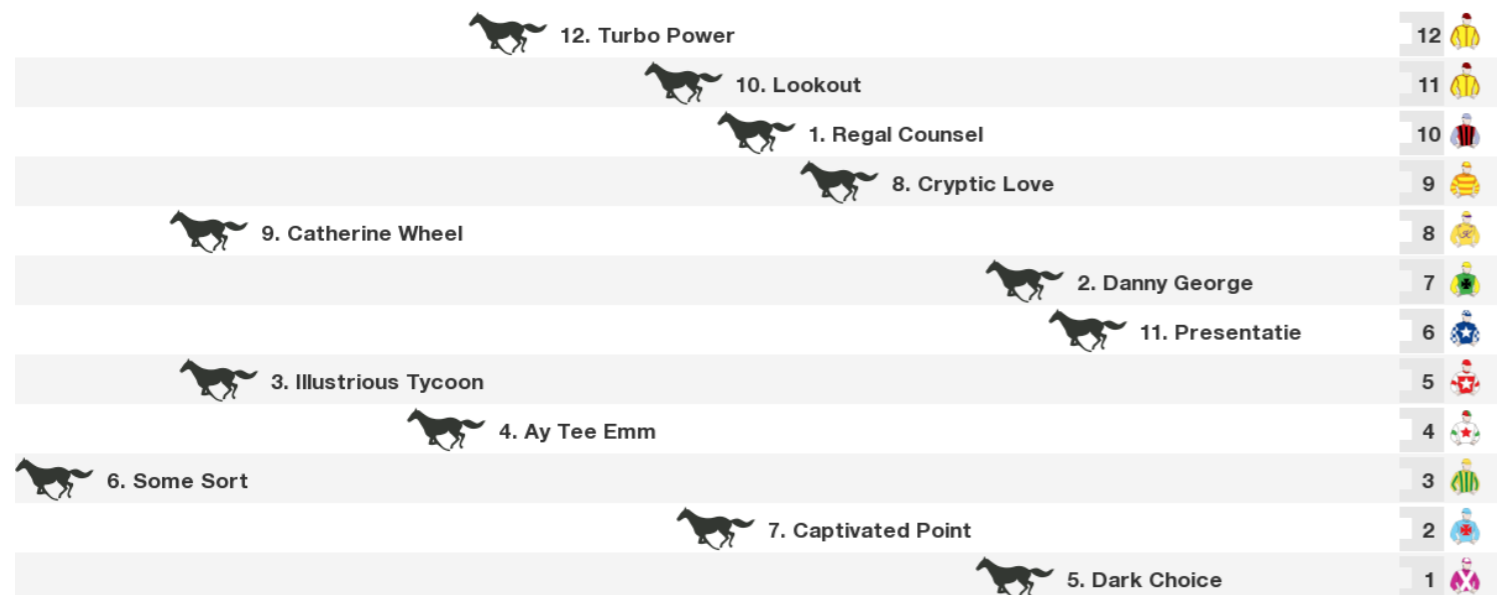 12. Turbo Power 12
10. Lookout 11
1. Regal Counsel 10
8. Cryptic Love 9
9. Catherine Wheel 8
2. Danny George 7
11. Presentatie 6
3. Illustrious Tycoon 5
4. Ay Tee Emm 4
6. Some Sort 3
7. Captivated Point 2
5. Dark Choice 1